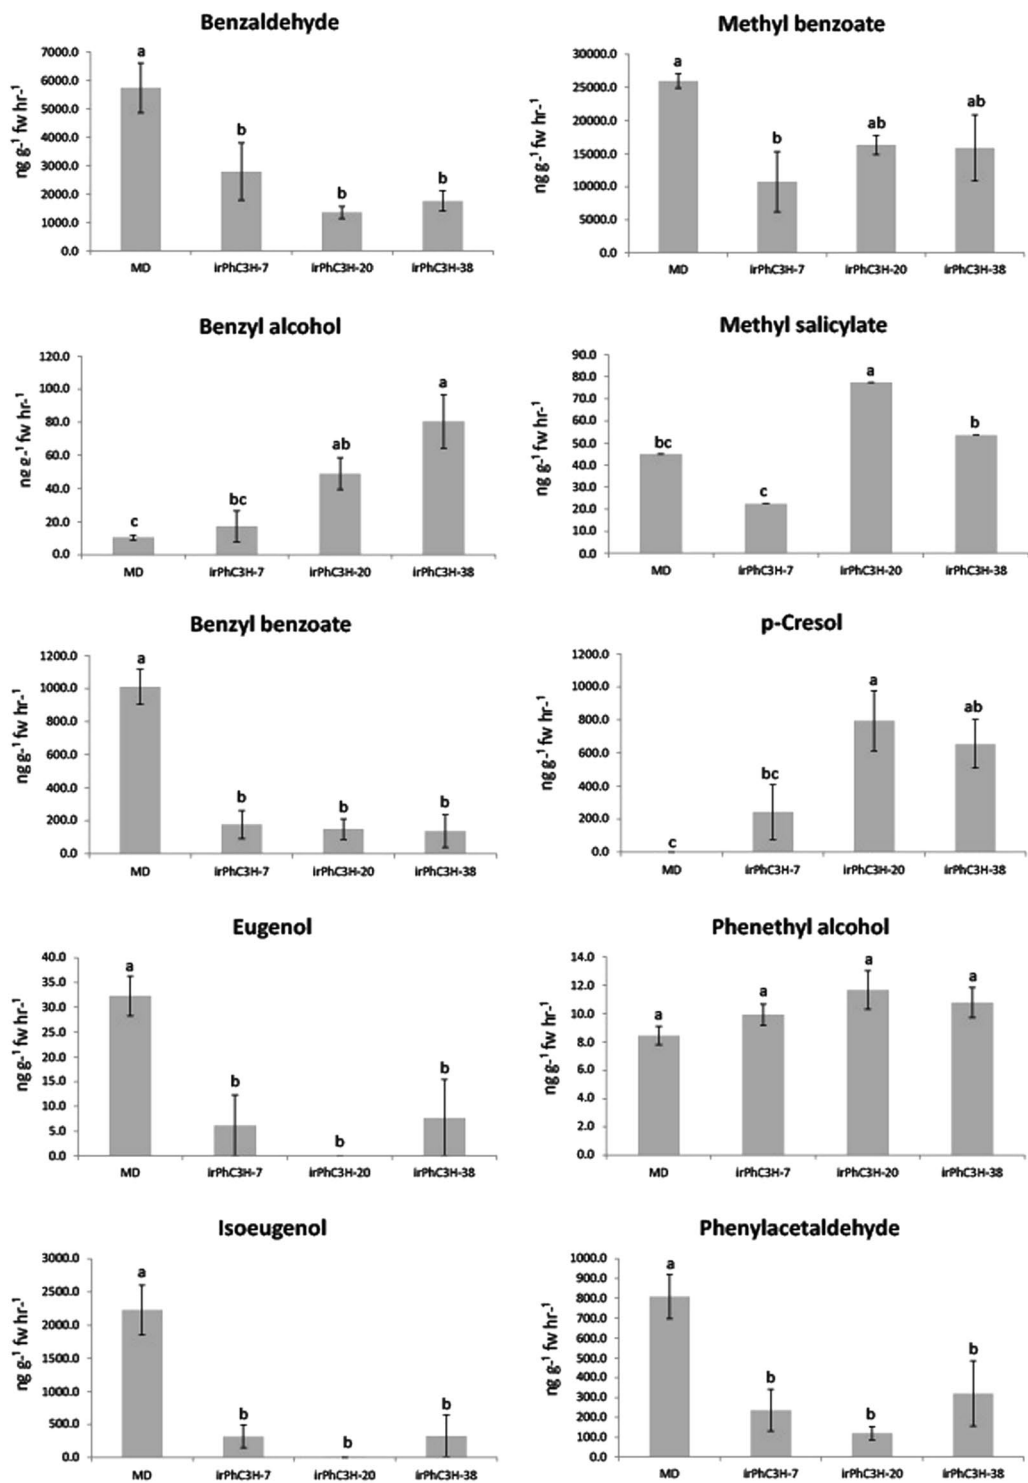 Benzaldehyde
ng g-1 fw hr-1
7000.0
6000.0
5000.0
4000.0
3000.0
2000.0
1000.0
0.0
a
b
b
b
MD
irPhC3H-7
irPhC3H-20
irPhC3H-38
Methyl benzoate
ng g-1 fw hr-1
30000.0
25000.0
20000.0
15000.0
10000.0
5000.0
0.0
a
b
ab
ab
MD
irPhC3H-7
irPhC3H-20
irPhC3H-38
Benzyl alcohol
ng g-1 fw hr-1
120.0
100.0
80.0
60.0
40.0
20.0
0.0
c
bc
ab
a
MD
irPhC3H-7
irPhC3H-20
irPhC3H-38
Methyl salicylate
ng g-1 fw hr-1
90.0
80.0
70.0
60.0
50.0
40.0
30.0
20.0
10.0
0.0
bc
c
a
b
MD
irPhC3H-7
irPhC3H-20
irPhC3H-38
Benzyl benzoate
ng g-1 fw hr-1
1200.0
1000.0
800.0
600.0
400.0
200.0
0.0
a
b
b
b
MD
irPhC3H-7
irPhC3H-20
irPhC3H-38
p-Cresol
ng g-1 fw hr-1
1200.0
1000.0
800.0
600.0
400.0
200.0
0.0
c
bc
a
ab
MD
irPhC3H-7
irPhC3H-20
irPhC3H-38
Eugenol
ng g-1 fw hr-1
40.0
35.0
30.0
25.0
20.0
15.0
10.0
5.0
0.0
a
b
b
b
MD
irPhC3H-7
irPhC3H-20
irPhC3H-38
Phenethyl alcohol
ng g-1 fw hr-1
14.0
12.0
10.0
8.0
6.0
4.0
2.0
0.0
a
a
a
a
MD
irPhC3H-7
irPhC3H-20
irPhC3H-38
Isoeugenol
ng g-1 fw hr-1
3000.0
2500.0
2000.0
1500.0
1000.0
500.0
0.0
a
b
b
b
MD
irPhC3H-7
irPhC3H-20
irPhC3H-38
Phenylacetaldehyde
ng g-1 fw hr-1
1000.0
900.0
800.0
700.0
600.0
500.0
400.0
300.0
200.0
100.0
0.0
a
b
b
b
MD
irPhC3H-7
irPhC3H-20
irPhC3H-38